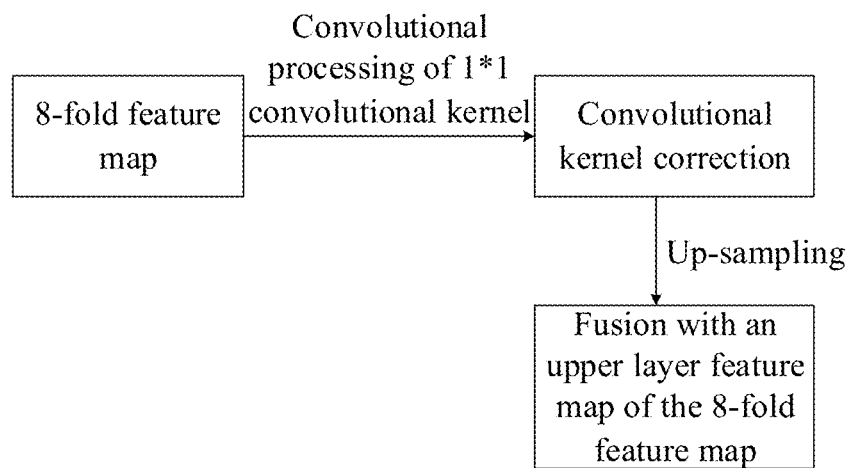 Convolutional
processing of 1*1
convolutional kernel
8-fold feature
map
Convolutional
kernel correction
Up-sampling
Fusion with an
upper layer feature
map of the 8-fold
feature map